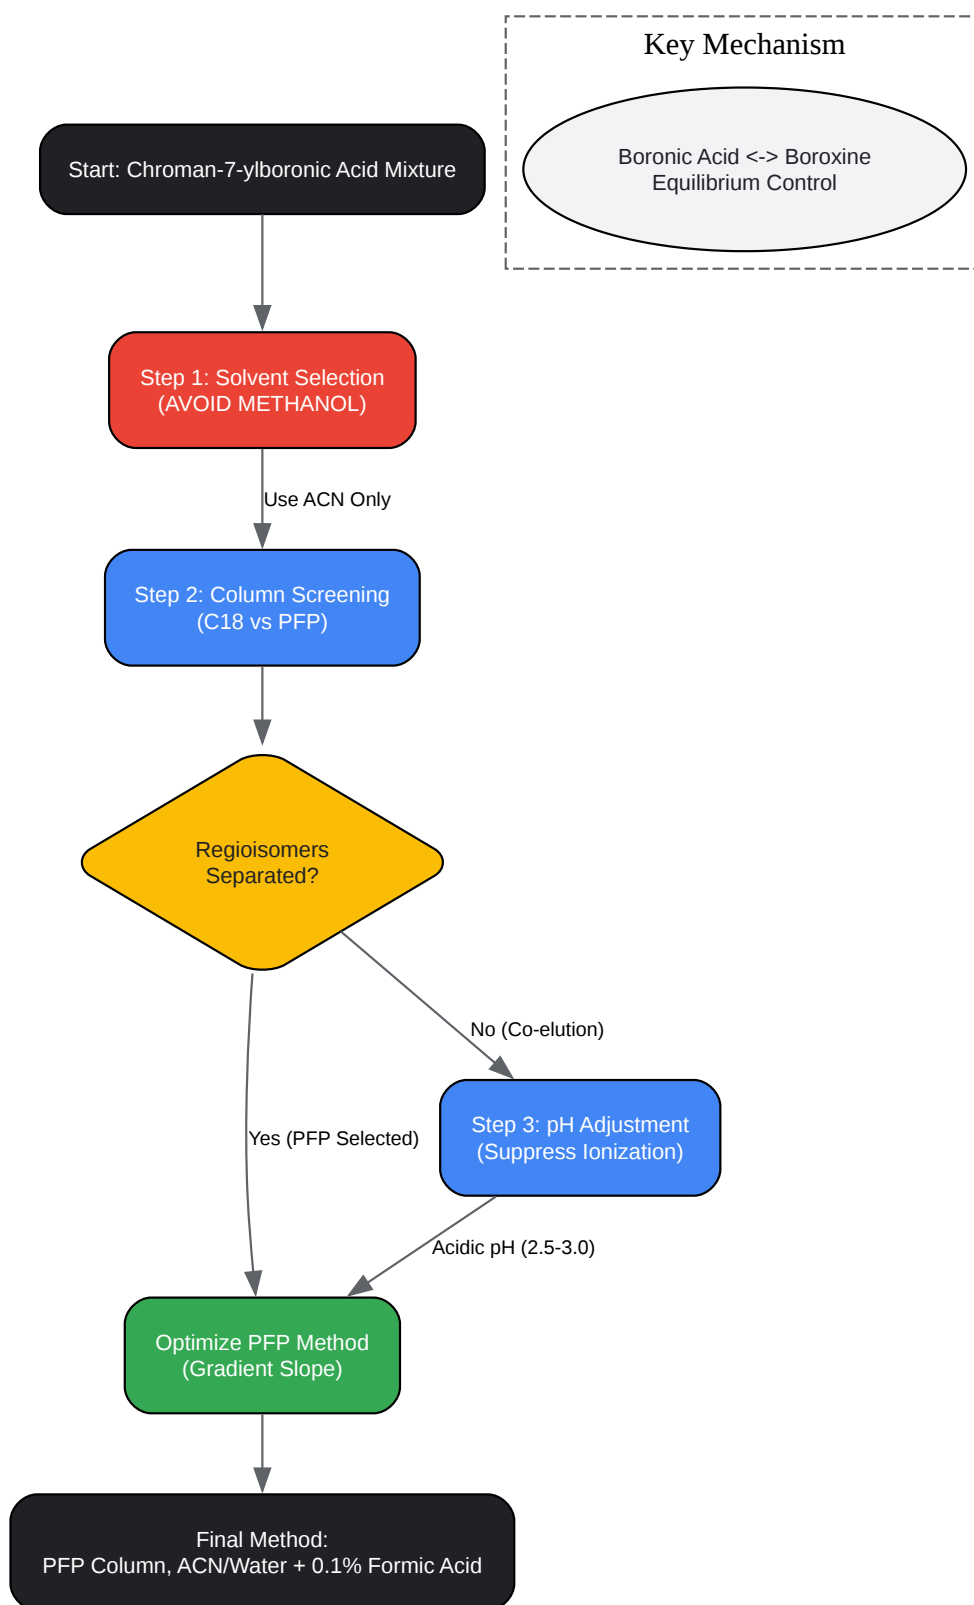 Key Mechanism
Boronic Acid <-> Boroxine
Equilibrium Control
Start: Chroman-7-ylboronic Acid Mixture
Step 1: Solvent Selection
(AVOID METHANOL)
Use ACN Only
Step 2: Column Screening
(C18 vs PFP)
Regioisomers
Separated?
No (Co-elution)
Step 3: pH Adjustment
(Suppress Ionization)
Yes (PFP Selected)
Acidic pH (2.5-3.0)
Optimize PFP Method
(Gradient Slope)
Final Method:
PFP Column, ACN/Water + 0.1% Formic Acid